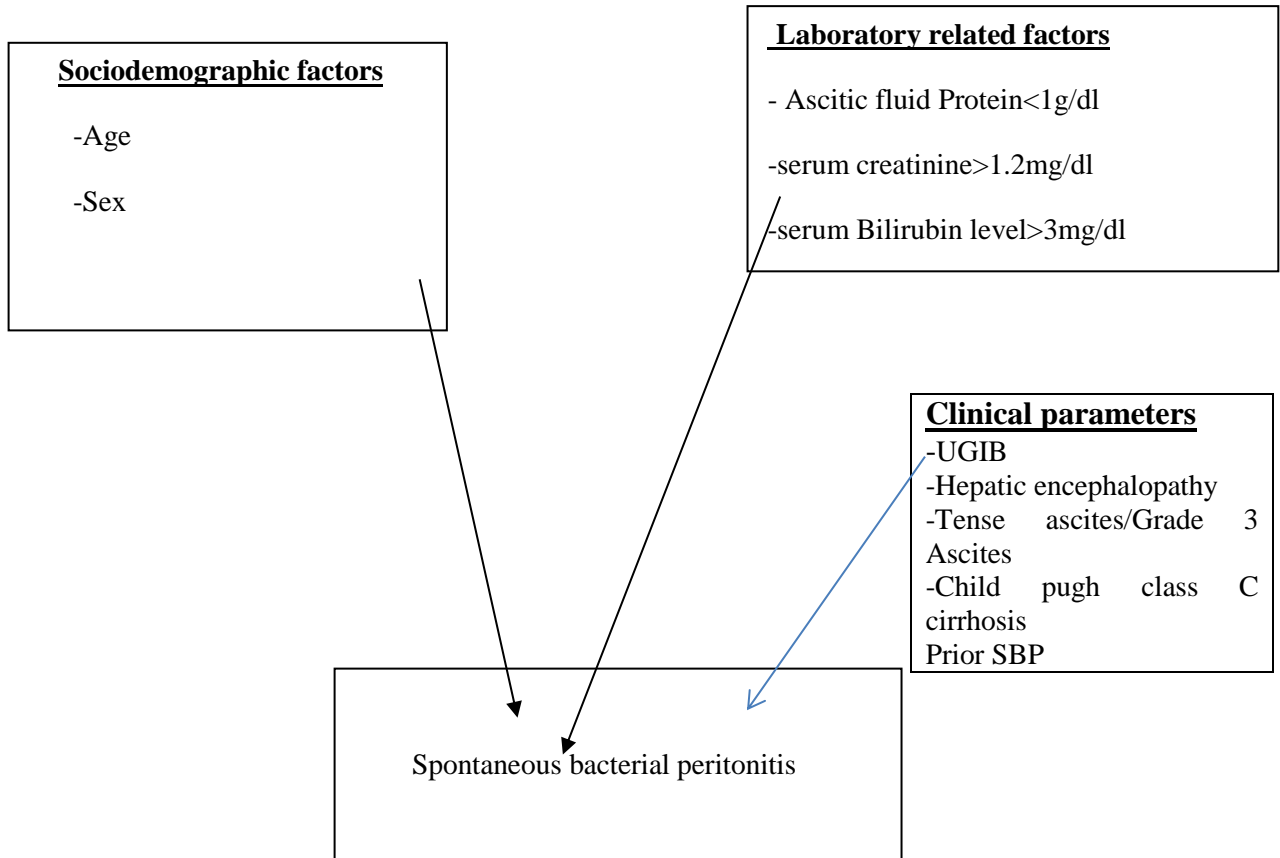 Sociodemographic factors
-Age
-Sex
Laboratory related factors
- Ascitic fluid Protein<1g/dl
-serum creatinine>1.2mg/dl
-serum Bilirubin level>3mg/dl
Clinical parameters
-UGIB
-Hepatic encephalopathy
-Tense ascites/Grade 3
Ascites
-Child pugh class C
cirrhosis
Prior SBP
Spontaneous bacterial peritonitis